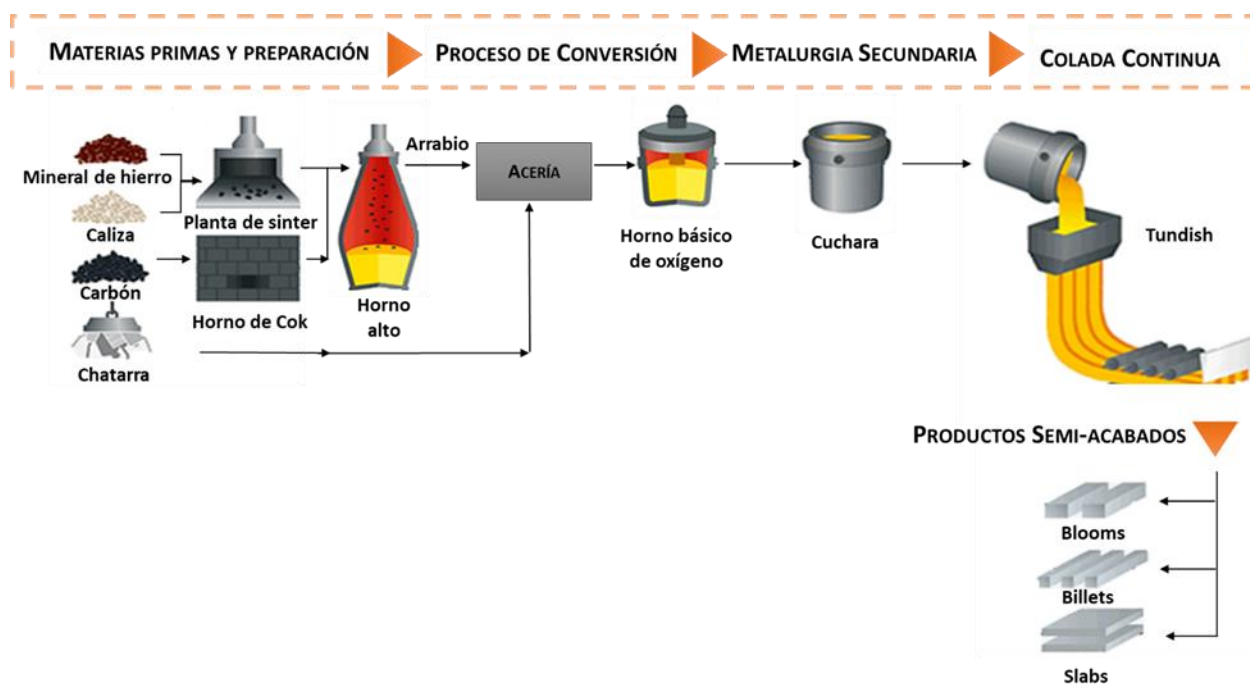 MATERIAS PRIMAS Y PREPARACIÓN
PROCESO DE CONVERSIÓN
METALURGIA SECUNDARIA
COLADA CONTINUA
Mineral de hierro
Caliza
Carbón
Chatarra
Planta de sinter
Horno de Cok
Horno
alto
Arrabio
ACERÍA
Horno básico
de oxígeno
Cuchara
Tundish
PRODUCTOS SEMI-ACABADOS
Blooms
Billets
Slabs